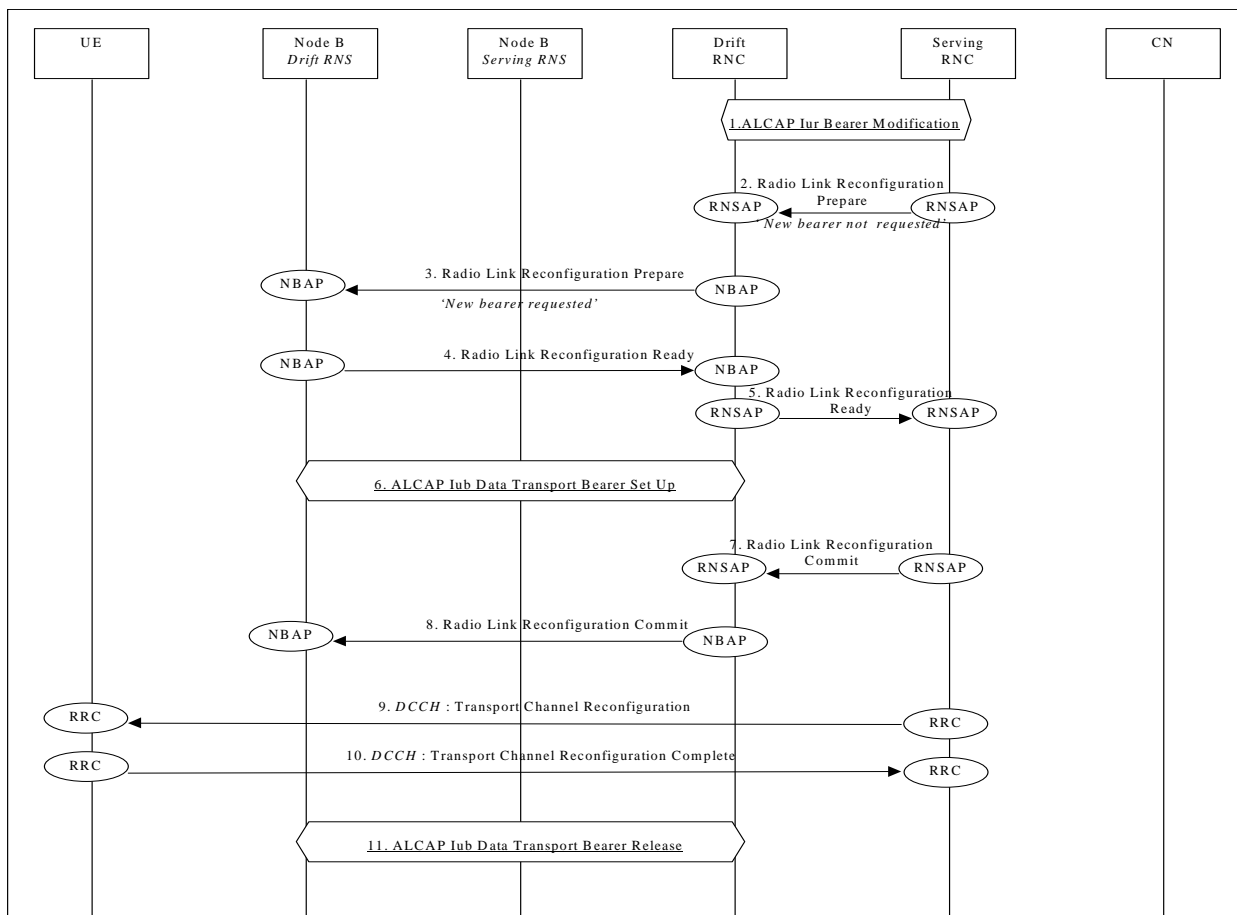 UE
Node B
Drift RNS
Node B
Serving RNS
Drift
RNC
Serving
RNC
CN
1.ALCAP Iur Bearer Modification
2. Radio Link Reconfiguration
Prepare
RNSAP
RNSAP
‘New bearer not requested’
3. Radio Link Reconfiguration Prepare
NBAP
NBAP
‘New bearer requested’
4. Radio Link Reconfiguration Ready
NBAP
NBAP
5. Radio Link Reconfiguration
Ready
RNSAP
RNSAP
6. ALCAP Iub Data Transport Bearer Set Up
7. Radio Link Reconfiguration
Commit
RNSAP
RNSAP
8. Radio Link Reconfiguration Commit
NBAP
NBAP
9. DCCH : Transport Channel Reconfiguration
RRC
RRC
10. DCCH : Transport Channel Reconfiguration Complete
RRC
RRC
11. ALCAP Iub Data Transport Bearer Release